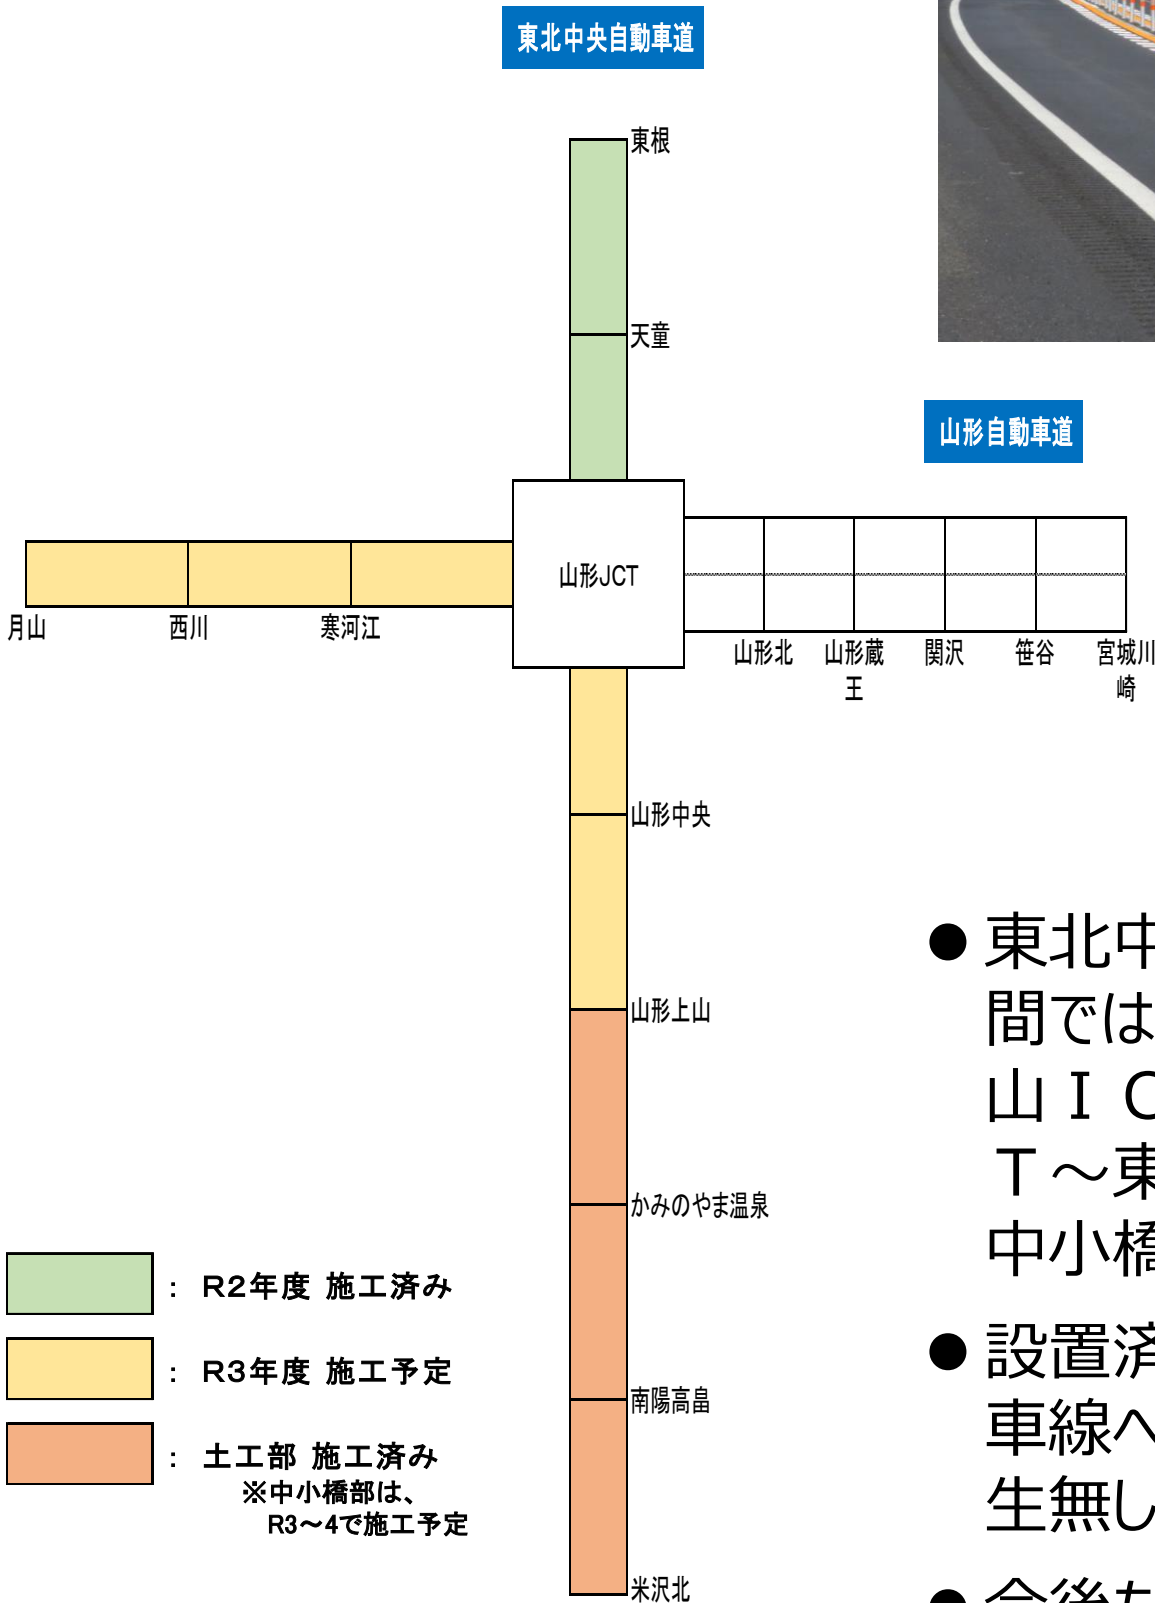 東北中央自動車道
東根
天童
山形自動車道
山形JCT
月山
西川
寒河江
山形北
山形蔵
王
関沢
笹谷
宮城川
崎
山形中央
山形上山
かみのやま温泉
南陽高畠
米沢北
： R2年度 施工済み
： R3年度 施工予定
： 土工部 施工済み
※中小橋部は、
R3～4で施工予定
● 東北中
間では
山ＩＣ
Ｔ～東
中小橋
● 設置済
車線へ
生無し
● 今後も